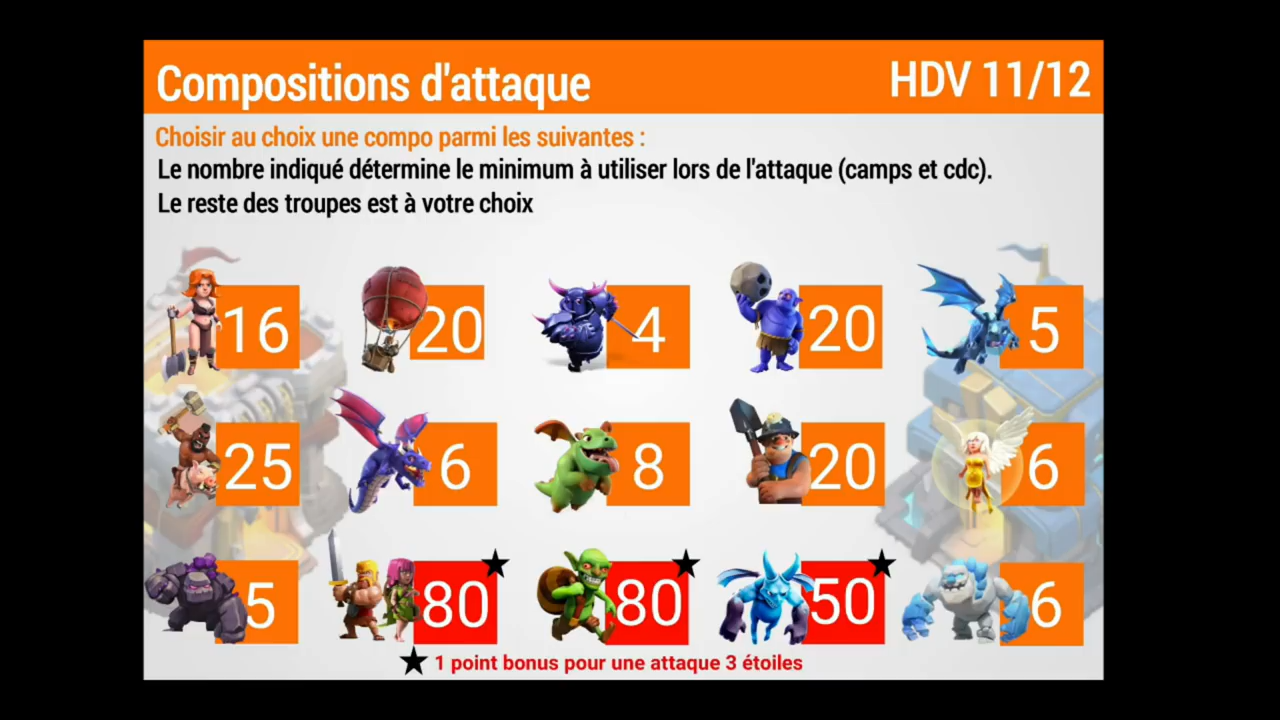 Compositions d'attaque
HDV 11/12
Choisir au choix une compo parmi les suivantes :
Le nombre indiqué détermine le minimum à utiliser lors de l'attaque (camps et cdc).
Le reste des troupes est à votre choix
16 20 4 20 5
25 6 8 20 6
5 80 80 50 6
1 point bonus pour une attaque 3 étoiles